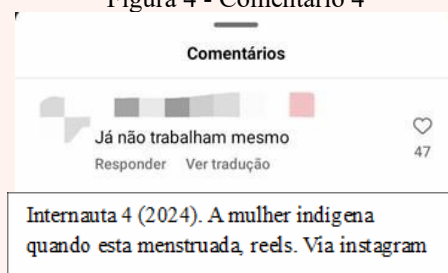 Figura 4 - Comentário 4
Comentários
Já não trabalham mesmo
47
Responder Ver tradução
Internauta 4 (2024). A mulher indígena
quando esta menstruada, reels. Via instagram